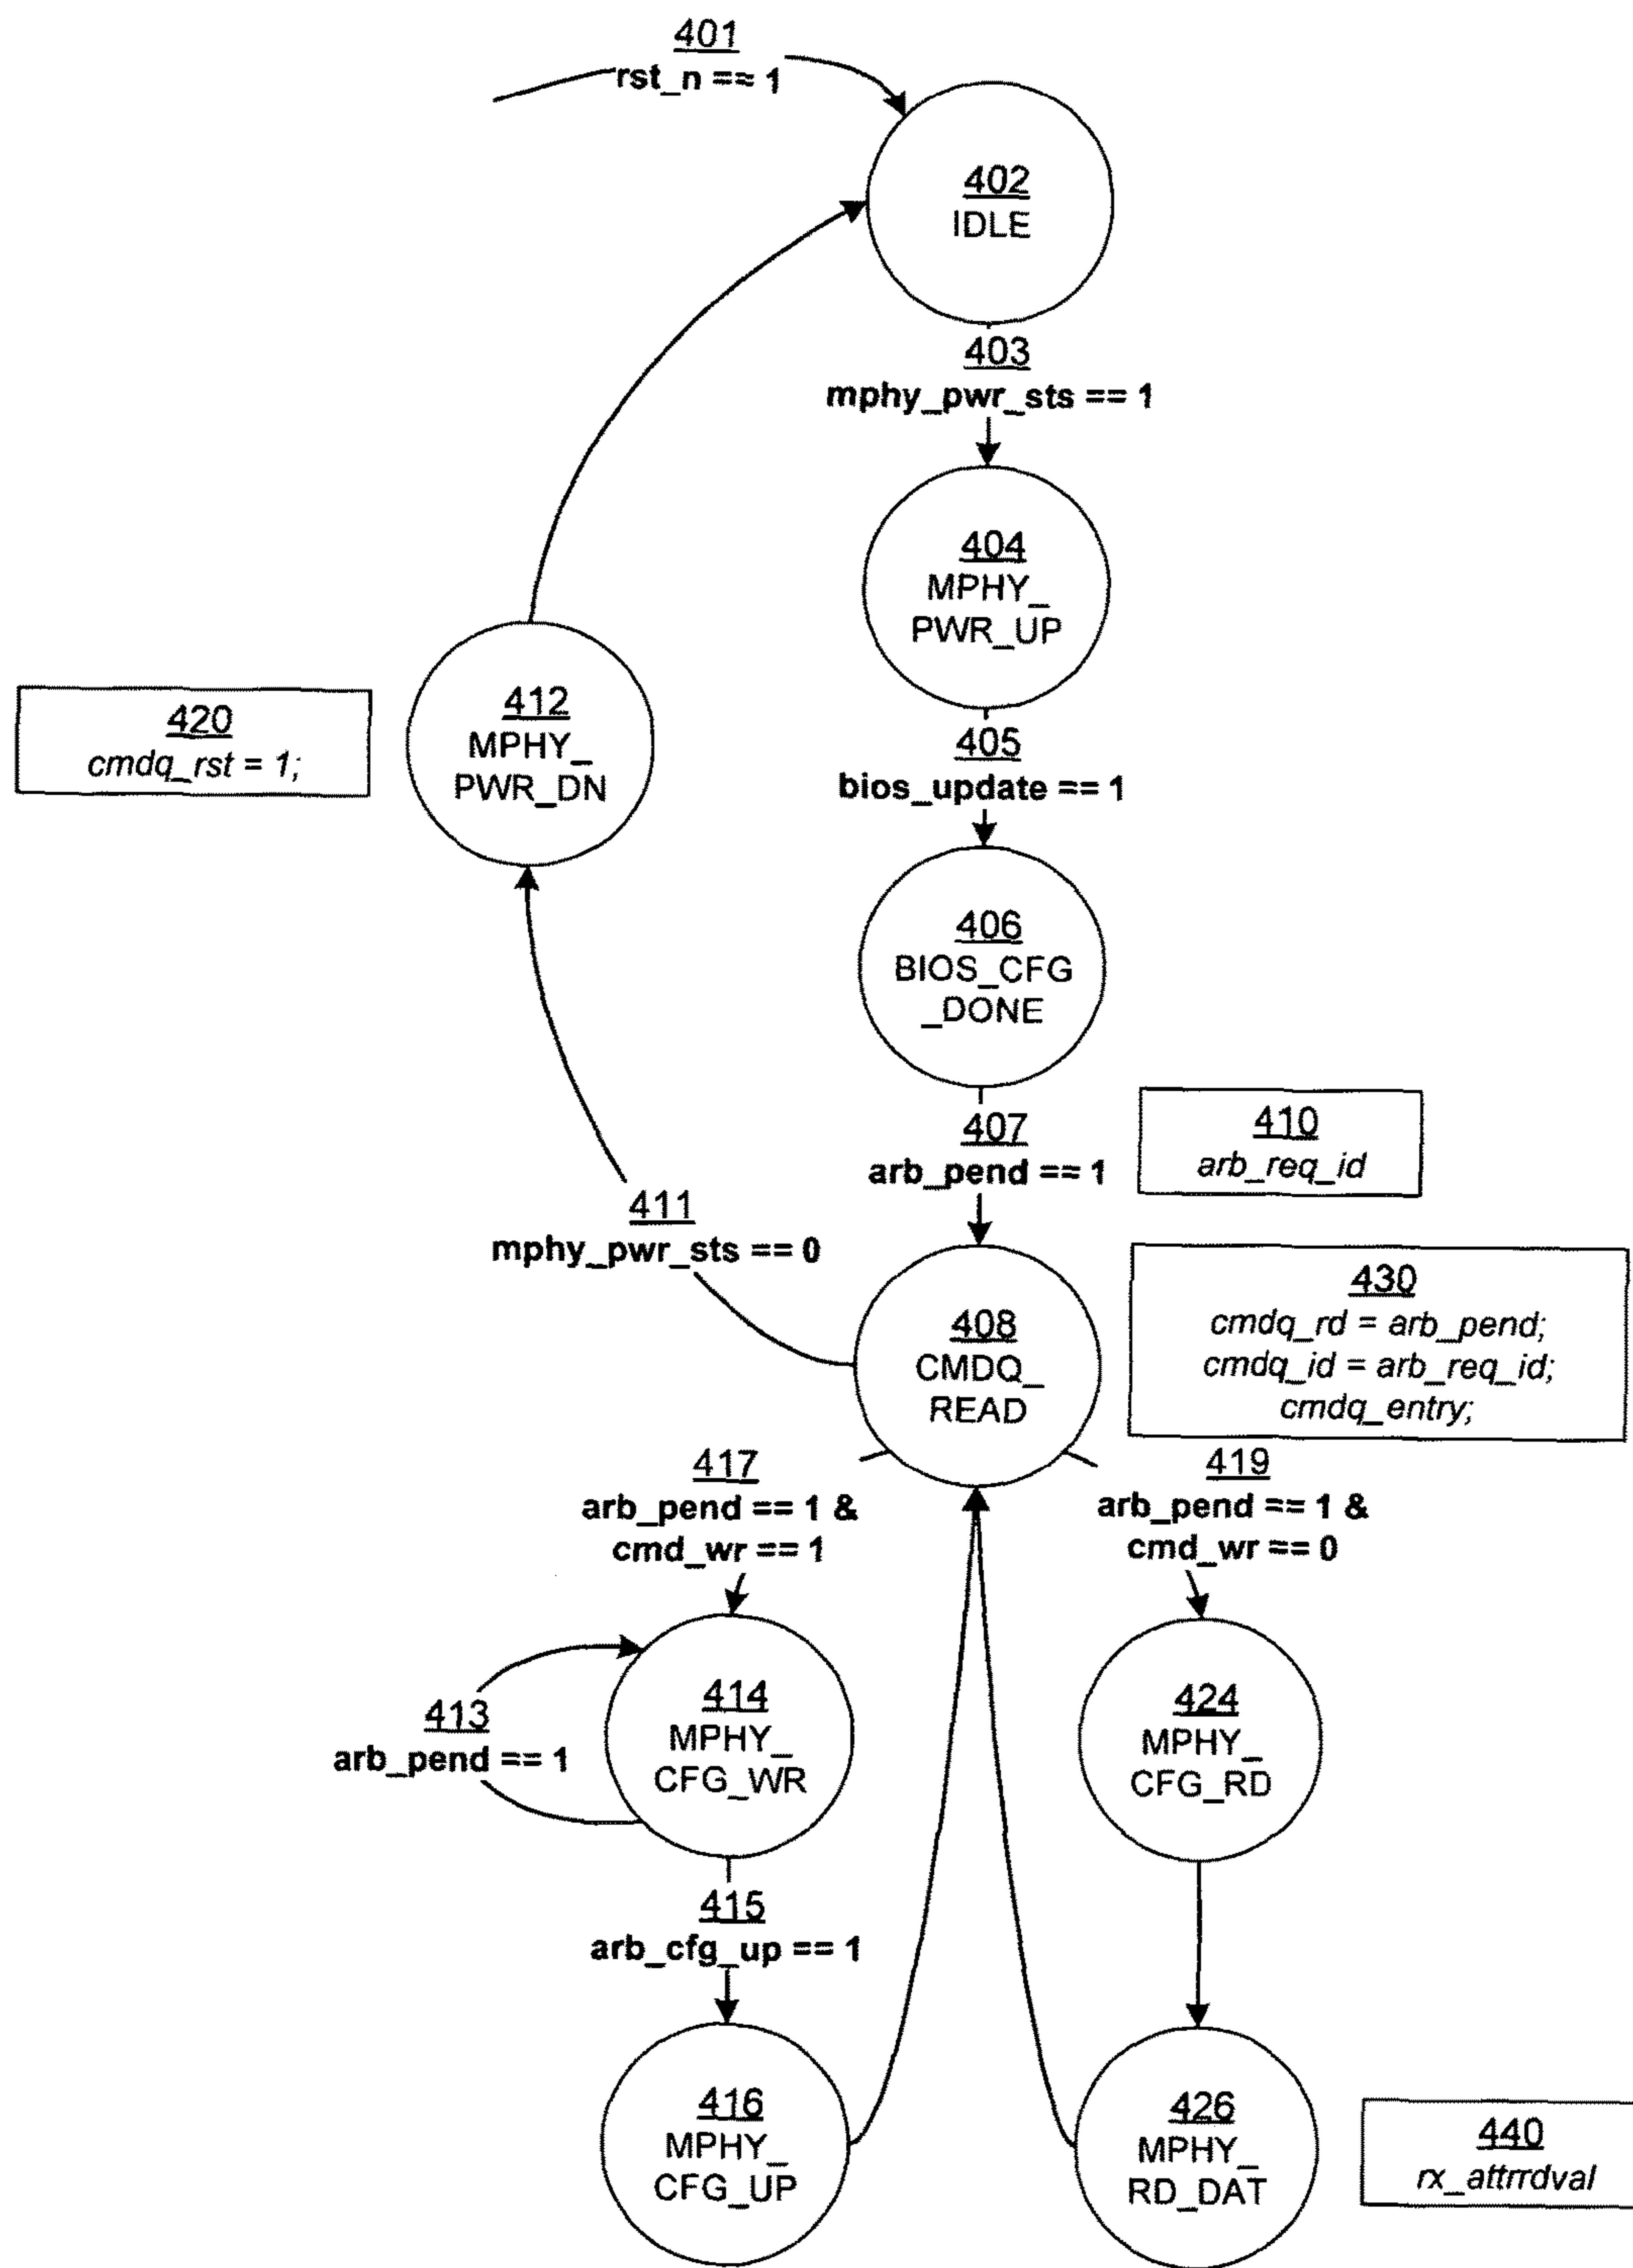 401
rst_n == 1
402
IDLE
403
mphy_pwr_sts == 1
404
MPHY_
PWR_UP
412
MPHY_
PWR_DN
420
cmdq_rst = 1;
405
bios_update == 1
406
BIOS_CFG
_DONE
407
arb_pend == 1
410
arb_req_id
411
mphy_pwr_sts == 0
408
CMDQ_
READ
430
cmdq_rd = arb_pend;
cmdq_id = arb_req_id;
cmdq_entry;
417
arb_pend == 1 &
cmd_wr == 1
419
arb_pend == 1 &
cmd_wr == 0
413
arb_pend == 1
414
MPHY_
CFG_WR
424
MPHY_
CFG_RD
415
arb_cfg_up == 1
416
MPHY_
CFG_UP
426
MPHY_
RD_DAT
440
rx_attrrdval